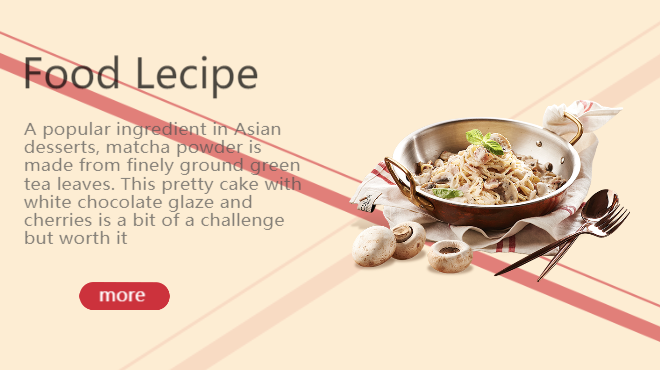 Food Lecipe
A popular ingredient in Asian
desserts, matcha powder is
made from finely ground green
tea leaves. This pretty cake with
white chocolate glaze and
cherries is a bit of a challenge
but worth it
more